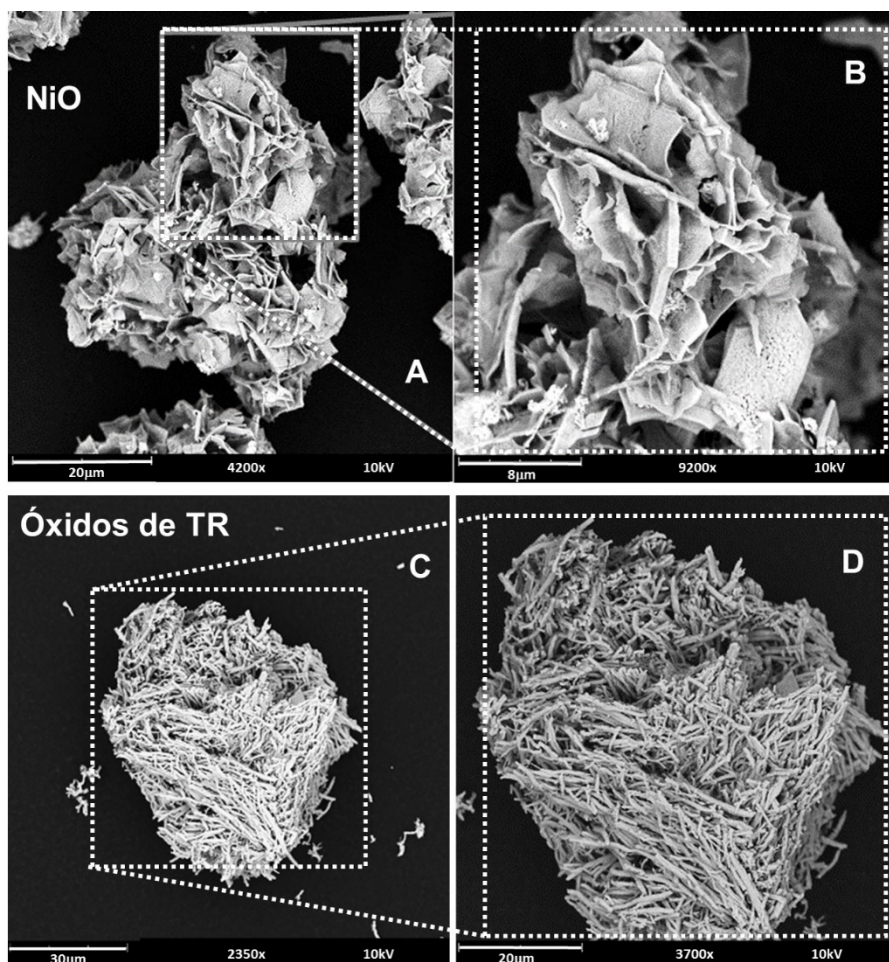 NiO
B
A
20µm 4200x 10kV
8µm 9200x 10kV
Óxidos de TR
C
D
30µm 2350x 10kV
20µm 3700x 10kV